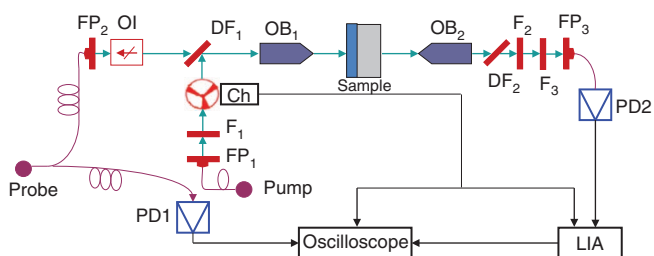 FP2 OI DF1 OB1 OB2 F2 FP3
Sample
DF2 F3
Ch
PD2
F1
FP1
Probe
Pump
PD1
Oscilloscope
LIA